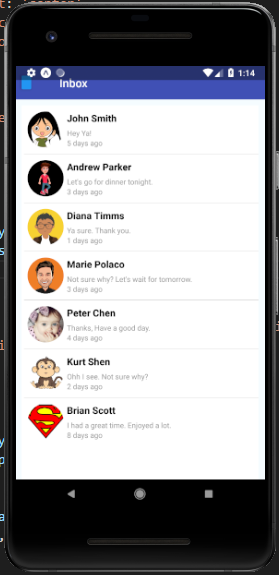 1:14
Inbox
John Smith
Hey Ya!
5 days ago
Andrew Parker
Let's go for dinner tonight.
3 days ago
Diana Timms
Ya sure. Thank you.
1 days ago
Marie Polaco
Not sure why? Let's wait for tomorrow.
3 days ago
Peter Chen
Thanks, Have a good day.
4 days ago
Kurt Shen
Ohh I see. Not sure why?
2 days ago
Brian Scott
I had a great time. Enjoyed a lot.
8 days ago